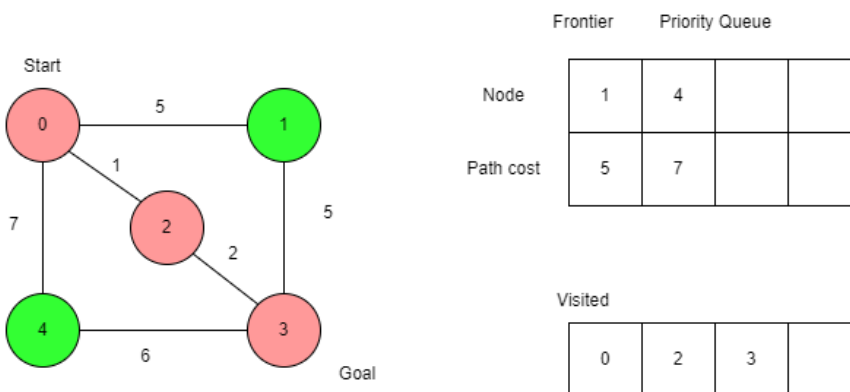 Frontier Priority Queue
Start
0 5 1
Node 1 4
1
Path cost 5 7
7 2 5
2
Visited
4 6 3
0 2 3
Goal